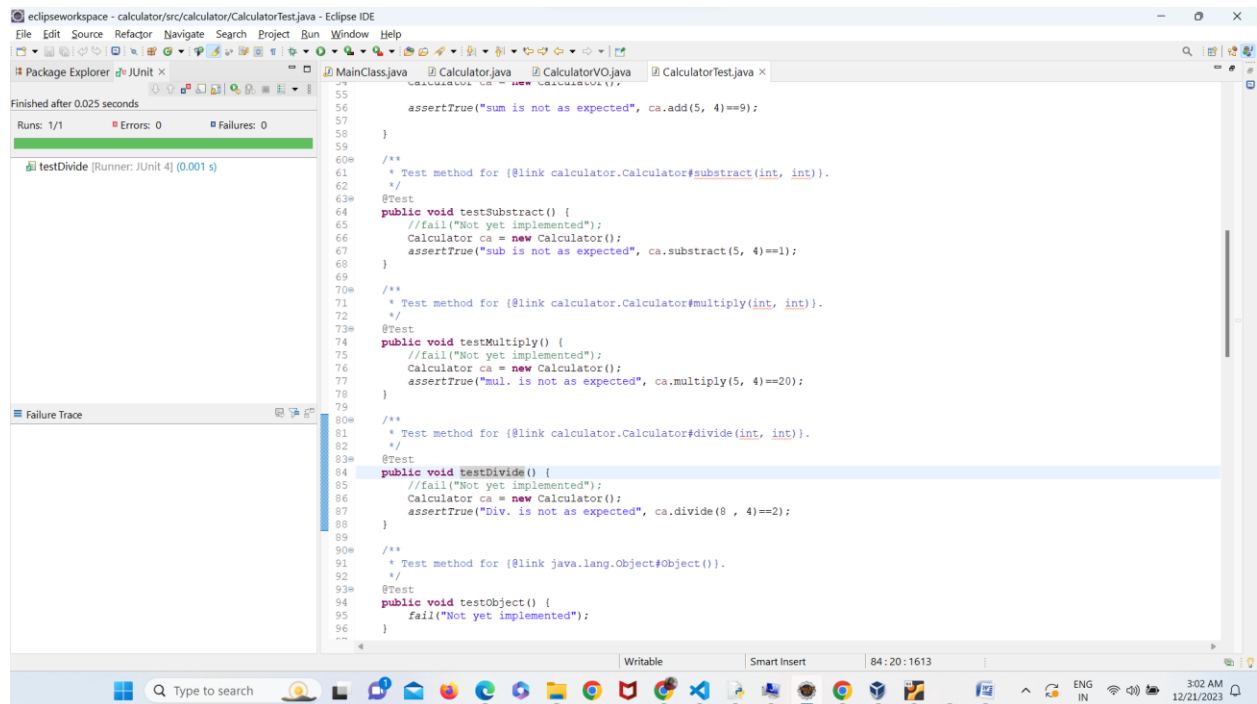 eclipseworkspace - calculator/src/calculator/CalculatorTest.java - Eclipse IDE
File Edit Source Refactor Navigate Search Project Run Window Help
Package Explorer JUnit ×
Finished after 0.025 seconds
Runs: 1/1 Errors: 0 Failures: 0
testDivide [Runner: JUnit 4] (0.001 s)
Failure Trace
MainClass.java Calculator.java CalculatorVO.java CalculatorTest.java ×
54 Calculator ca = new Calculator();
55
56 assertTrue("sum is not as expected", ca.add(5, 4)==9);
57
58 }
59
60 /**
61 * Test method for {@link calculator.Calculator#substract(int, int)}.
62 */
63 @Test
64 public void testSubstract() {
65 //fail("Not yet implemented");
66 Calculator ca = new Calculator();
67 assertTrue("sub is not as expected", ca.substract(5, 4)==1);
68 }
69
70 /**
71 * Test method for {@link calculator.Calculator#multiply(int, int)}.
72 */
73 @Test
74 public void testMultiply() {
75 //fail("Not yet implemented");
76 Calculator ca = new Calculator();
77 assertTrue("mul. is not as expected", ca.multiply(5, 4)==20);
78 }
79
80 /**
81 * Test method for {@link calculator.Calculator#divide(int, int)}.
82 */
83 @Test
84 public void testDivide() {
85 //fail("Not yet implemented");
86 Calculator ca = new Calculator();
87 assertTrue("Div. is not as expected", ca.divide(8 , 4)==2);
88 }
89
90 /**
91 * Test method for {@link java.lang.Object#Object()}.
92 */
93 @Test
94 public void testObject() {
95 fail("Not yet implemented");
96 }
Writable Smart Insert 84 : 20 : 1613
Type to search
ENG
IN
3:02 AM
12/21/2023